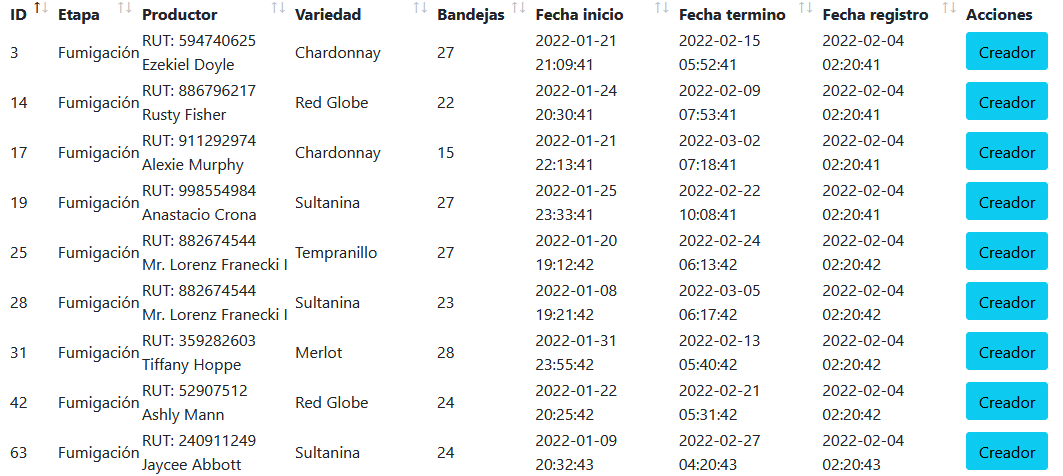 ID Etapa Productor Variedad Bandejas Fecha inicio Fecha termino Fecha registro Acciones
RUT: 594740625 2022-01-21 2022-02-15 2022-02-04
3 Fumigación Chardonnay 27 Creador
Ezekiel Doyle 21:09:41 05:52:41 02:20:41
RUT: 886796217 2022-01-24 2022-02-09 2022-02-04
14 Fumigación Red Globe 22 Creador
Rusty Fisher 20:30:41 07:53:41 02:20:41
RUT: 911292974 2022-01-21 2022-03-02 2022-02-04
17 Fumigación Chardonnay 15 Creador
Alexie Murphy 22:13:41 07:18:41 02:20:41
RUT: 998554984 2022-01-25 2022-02-22 2022-02-04
19 Fumigación Sultanina 27 Creador
Anastacio Crona 23:33:41 10:08:41 02:20:41
RUT: 882674544 2022-01-20 2022-02-24 2022-02-04
25 Fumigación Tempranillo 27 Creador
Mr. Lorenz Franecki I 19:12:42 06:13:42 02:20:42
RUT: 882674544 2022-01-08 2022-03-05 2022-02-04
28 Fumigación Sultanina 23 Creador
Mr. Lorenz Franecki I 19:21:42 06:17:42 02:20:42
RUT: 359282603 2022-01-31 2022-02-13 2022-02-04
31 Fumigación Merlot 28 Creador
Tiffany Hoppe 23:55:42 05:40:42 02:20:42
RUT: 52907512 2022-01-22 2022-02-21 2022-02-04
42 Fumigación Red Globe 24 Creador
Ashly Mann 20:25:42 05:31:42 02:20:42
RUT: 240911249 2022-01-09 2022-02-27 2022-02-04
63 Fumigación Sultanina 24 Creador
Jaycee Abbott 20:32:43 04:20:43 02:20:43